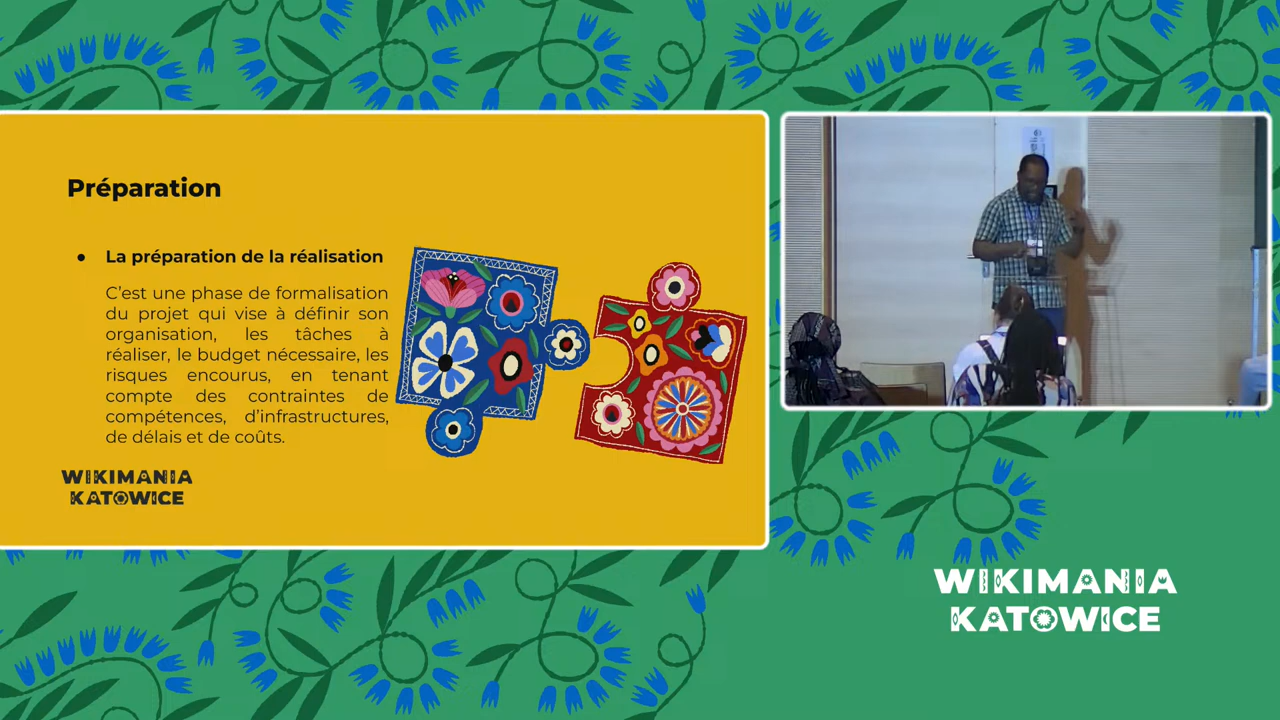 Préparation
● La préparation de la réalisation
C’est une phase de formalisation
du projet qui vise à définir son
organisation, les tâches à
réaliser, le budget nécessaire, les
risques encourus, en tenant
compte des contraintes de
compétences, d’infrastructures,
de délais et de coûts.
WIKIMANIA
KATOWICE
WIKIMANIA
KATOWICE